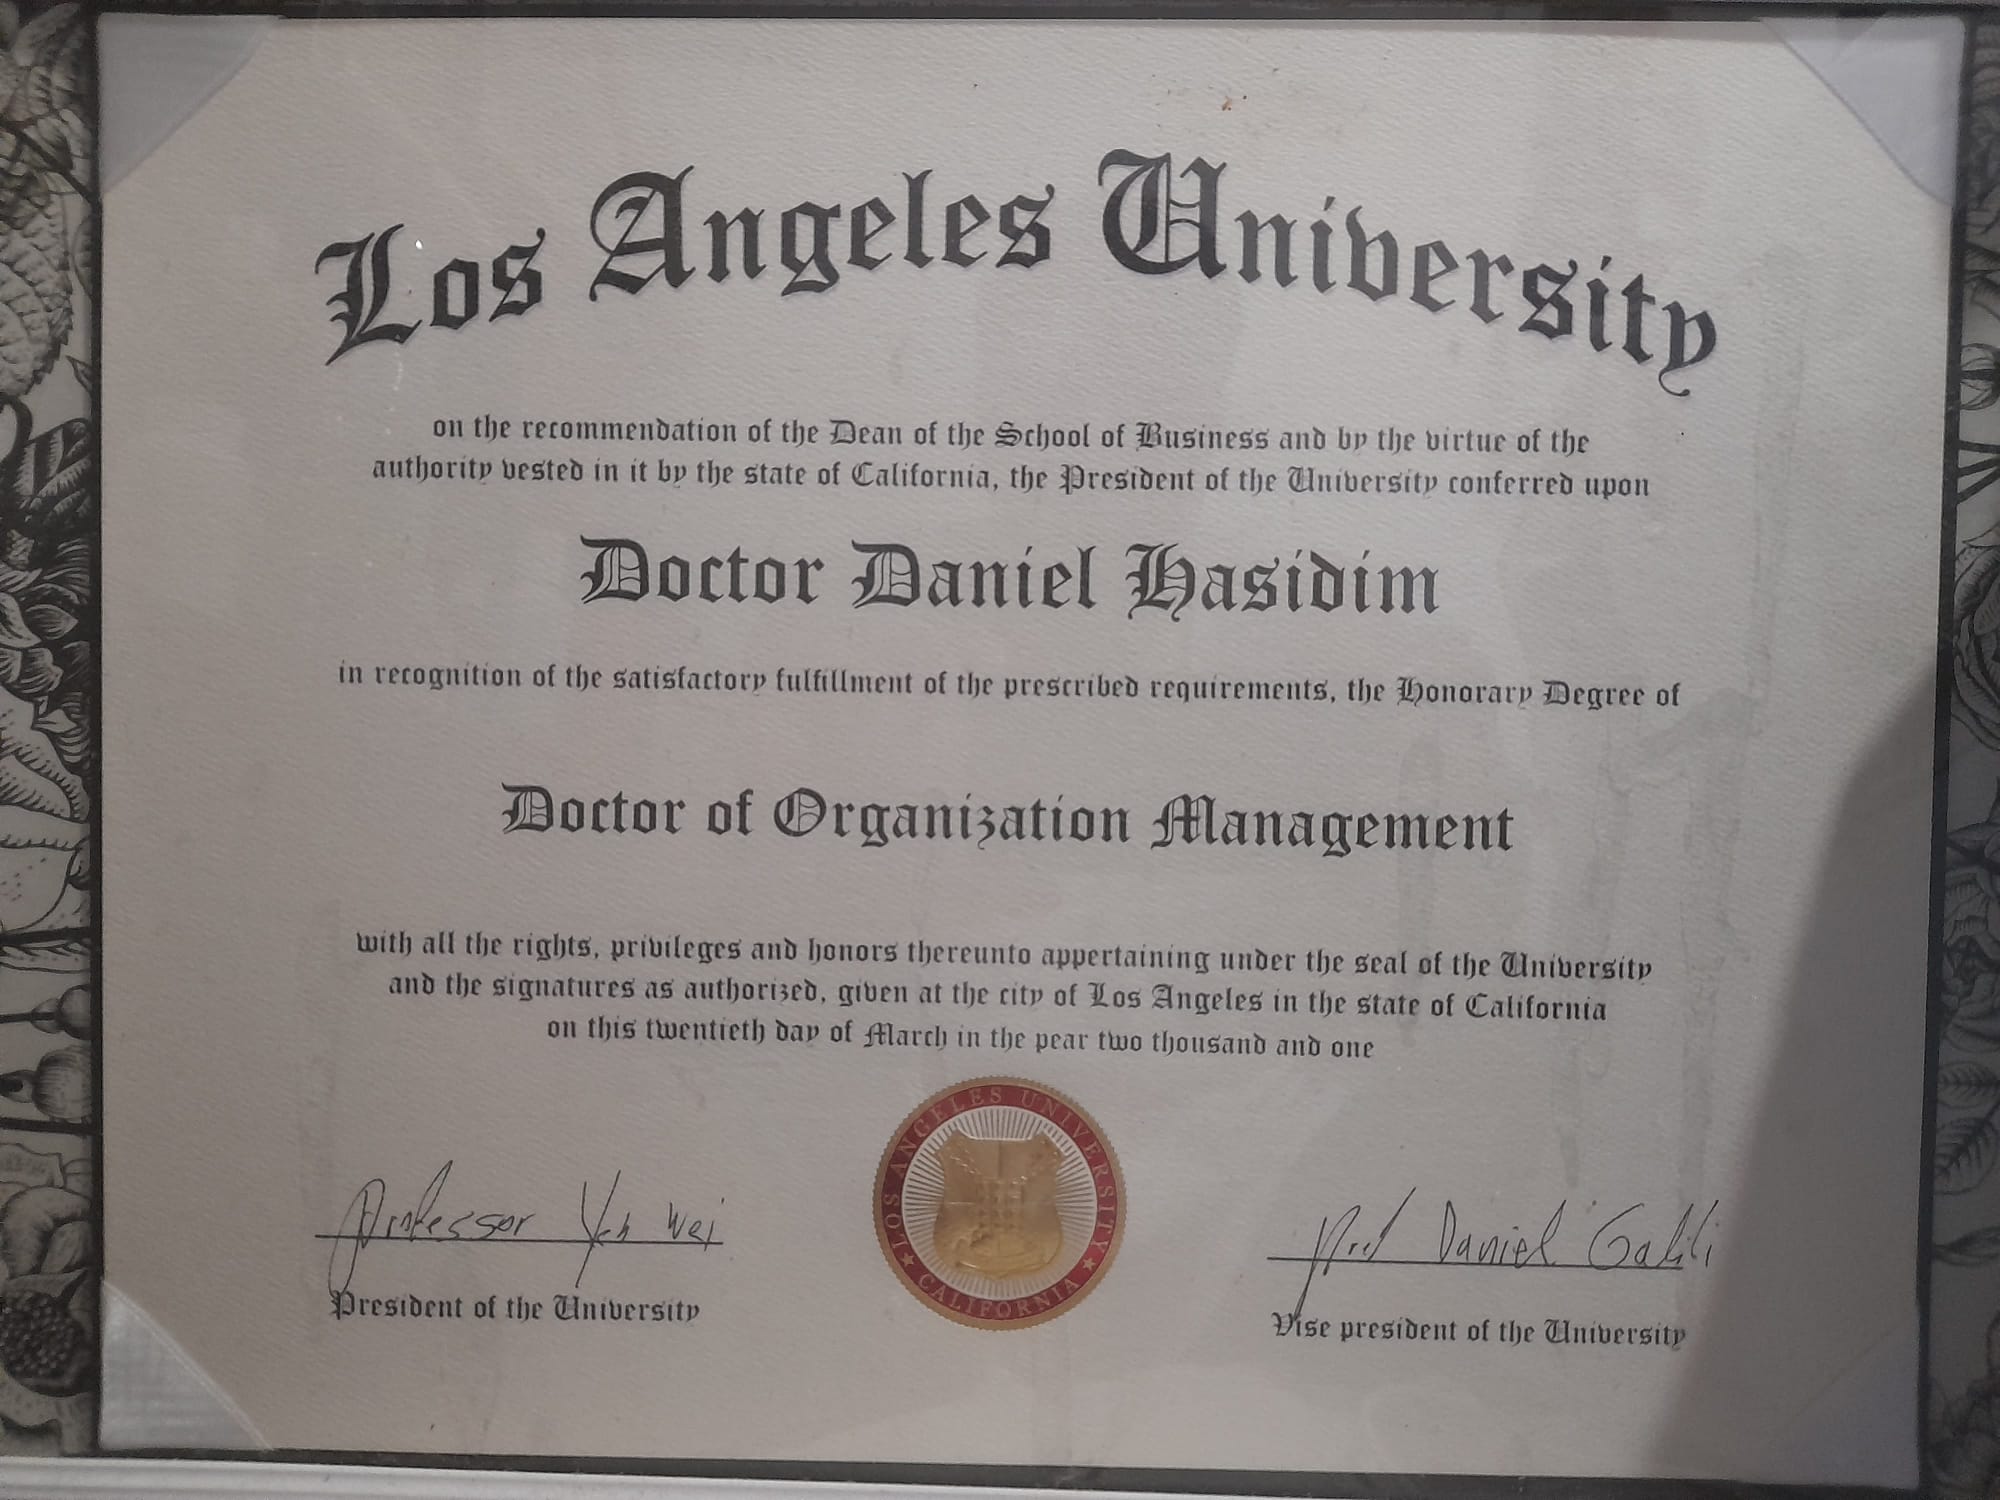 Los Angeles University
on the recommendation of the Dean of the School of Business and by the virtue of the
authority vested in it by the state of California, the President of the University conferred upon
Doctor Daniel Hasidim
in recognition of the satisfactory fulfillment of the prescribed requirements, the Honorary Degree of
Doctor of Organization Management
with all the rights, privileges and honors thereunto appertaining under the seal of the University
and the signatures as authorized, given at the city of Los Angeles in the state of California
on this twentieth day of March in the year two thousand and one
LOS ANGELES UNIVERSITY
CALIFORNIA
Professor Yen Wei
President of the University
Prof Daniel Galili
Vise president of the University